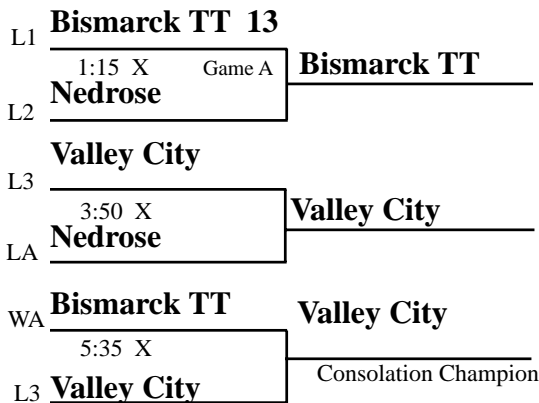 L1 Bismarck TT 13
1:15 X Game A Bismarck TT
L2 Nedrose
Valley City
L3
3:50 X Valley City
LA Nedrose
WA Bismarck TT Valley City
5:35 X
Consolation Champion
L3 Valley City